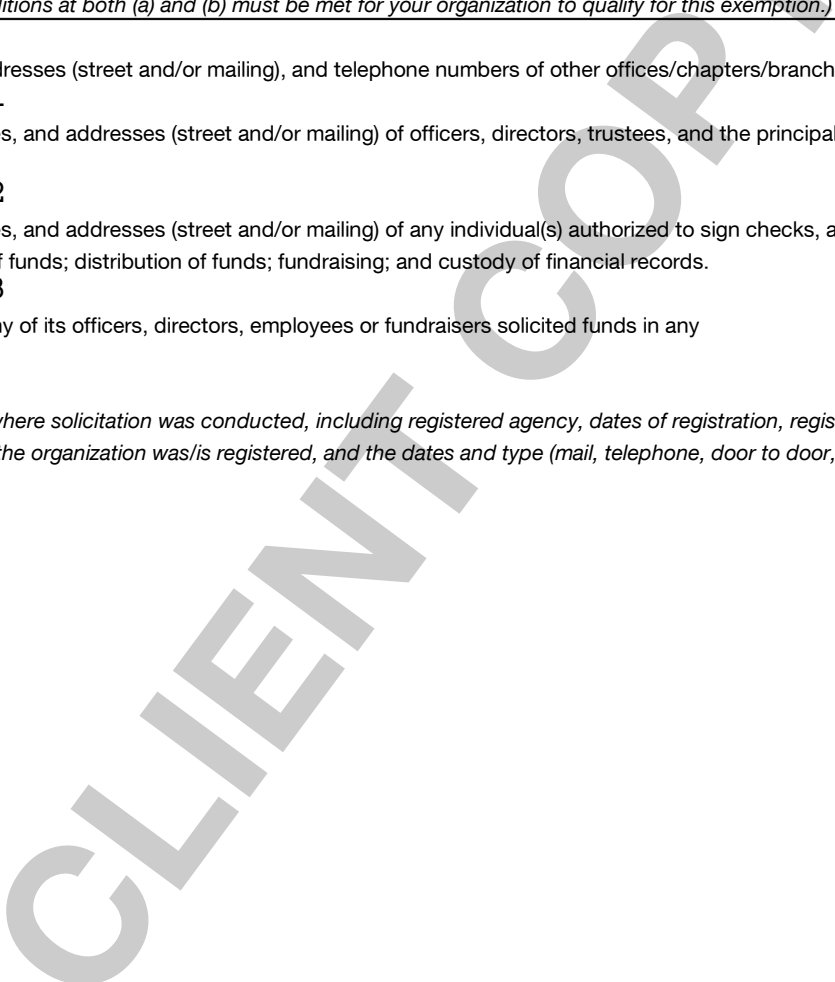 ditions at both (a) and (b) must be met for your organization to qualify for this exemption.)
dresses (street and/or mailing), and telephone numbers of other offices/chapters/branch
es, and addresses (street and/or mailing) of officers, directors, trustees, and the principal
2
es, and addresses (street and/or mailing) of any individual(s) authorized to sign checks, a
f funds; distribution of funds; fundraising; and custody of financial records.
3
ny of its officers, directors, employees or fundraisers solicited funds in any
where solicitation was conducted, including registered agency, dates of registration, regis
the organization was/is registered, and the dates and type (mail, telephone, door to door,
CLIENT COP